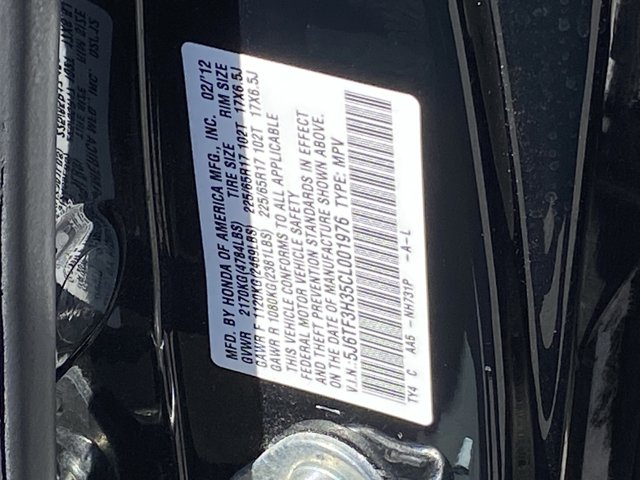 MFD. BY HONDA OF AMERICA MFG., INC. 02/'12
GVWR 2170KG(4784LBS) TIRE SIZE RIM SIZE
GAWR F 1120KG(2469LBS) 225/65R17 102T 17X6.5J
GAWR R 1080KG(2381LBS) 225/65R17 102T 17X6.5J
THIS VEHICLE CONFORMS TO ALL APPLICABLE
FEDERAL MOTOR VEHICLE SAFETY
AND THEFT PREVENTION STANDARDS IN EFFECT
ON THE DATE OF MANUFACTURE SHOWN ABOVE.
V.I.N.:5J6TF3H35CL001976 TYPE: MPV
TY4 C AA5 -NH731P -A-L